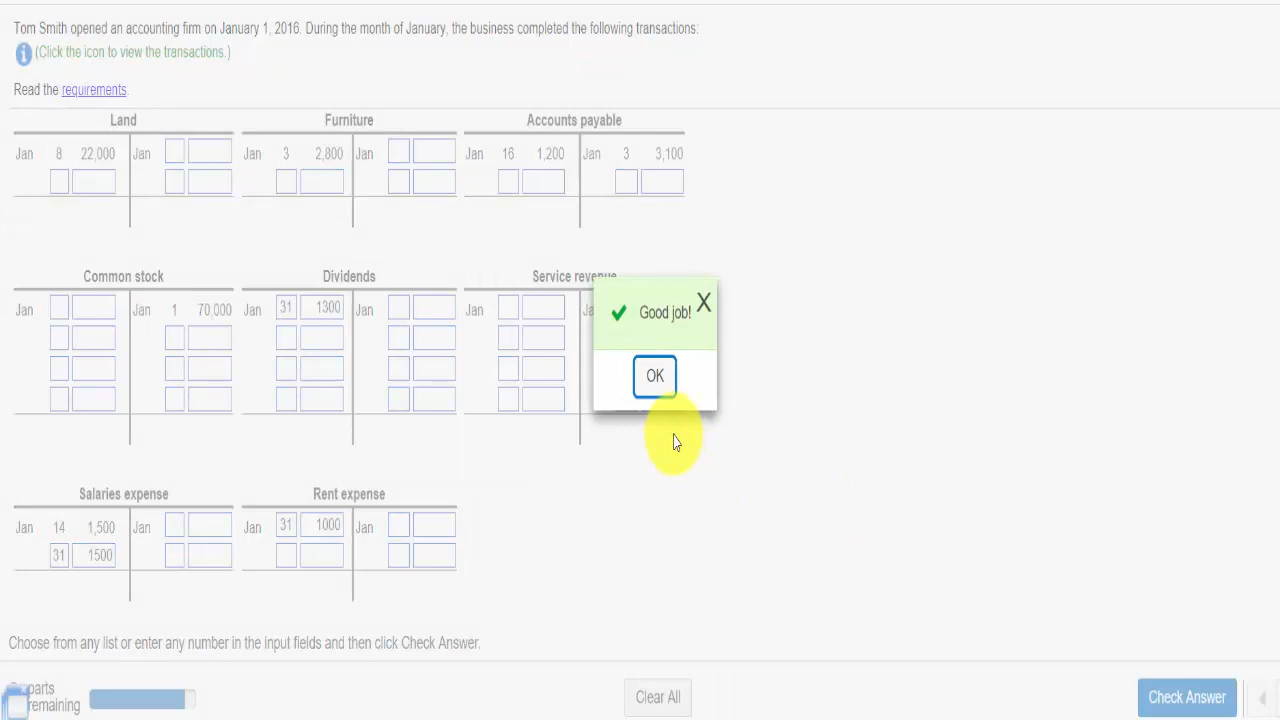 Tom Smith opened an accounting firm on January 1, 2016. During the month of January, the business completed the following transactions:
(Click the icon to view the transactions.)
Read the requirements.
Land Furniture Accounts payable
Jan 8 22,000 Jan Jan 3 2,800 Jan Jan 16 1,200 Jan 3 3,100
Common stock Dividends Service revenue
Jan Jan 1 70,000 Jan 31 1300 Jan Jan
Good job! X
OK
Salaries expense Rent expense
Jan 14 1,500 Jan Jan 31 1000 Jan
31 1500
Choose from any list or enter any number in the input fields and then click Check Answer.
parts
remaining
Clear All
Check Answer